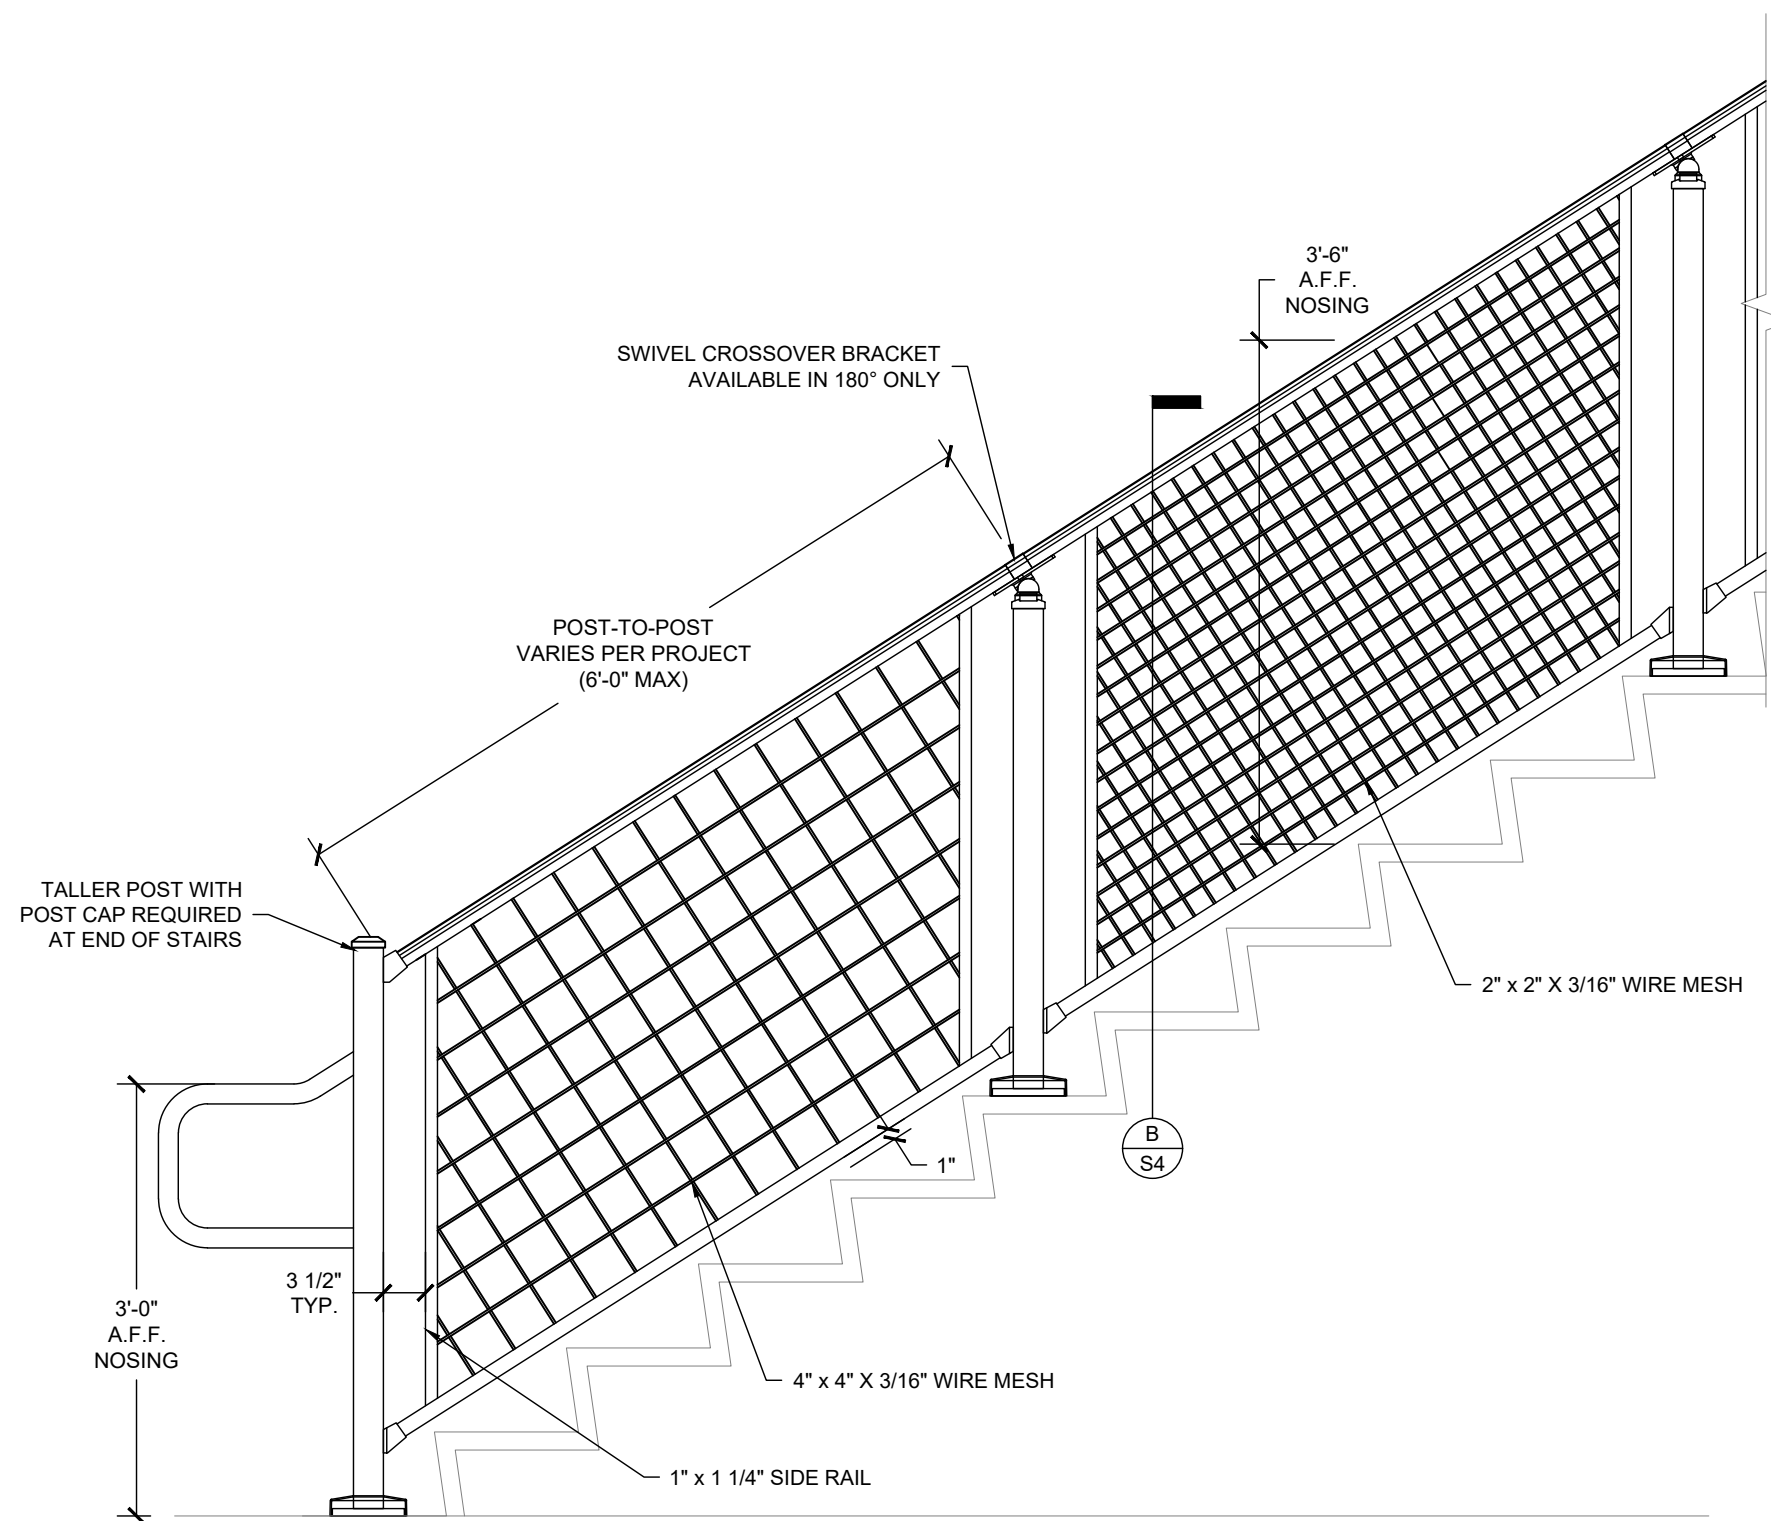 3'-6"
A.F.F.
NOSING
SWIVEL CROSSOVER BRACKET
AVAILABLE IN 180° ONLY
POST-TO-POST
VARIES PER PROJECT
(6'-0" MAX)
TALLER POST WITH
POST CAP REQUIRED
AT END OF STAIRS
2" x 2" X 3/16" WIRE MESH
B
S4
1"
3 1/2"
TYP.
3'-0"
A.F.F.
NOSING
4" x 4" X 3/16" WIRE MESH
1" x 1 1/4" SIDE RAIL